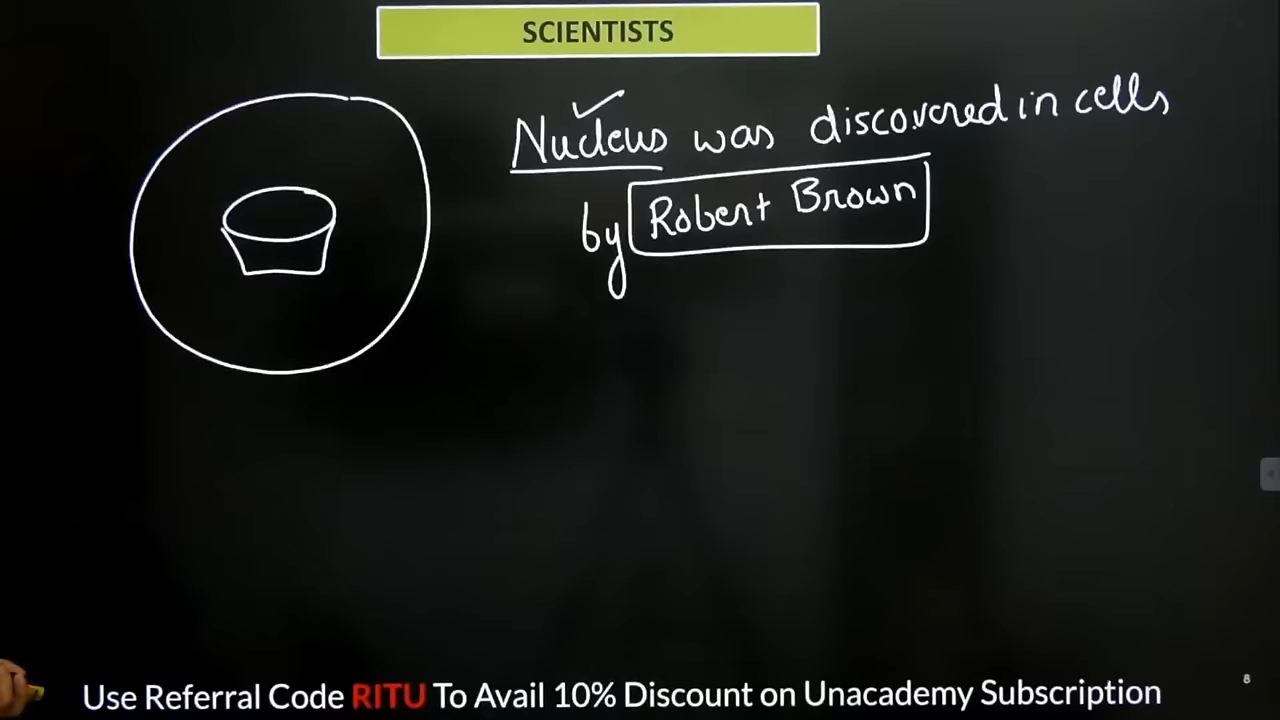 SCIENTISTS
Nucleus was discovered in cells
by Robert Brown
8
Use Referral Code RITU To Avail 10% Discount on Unacademy Subscription